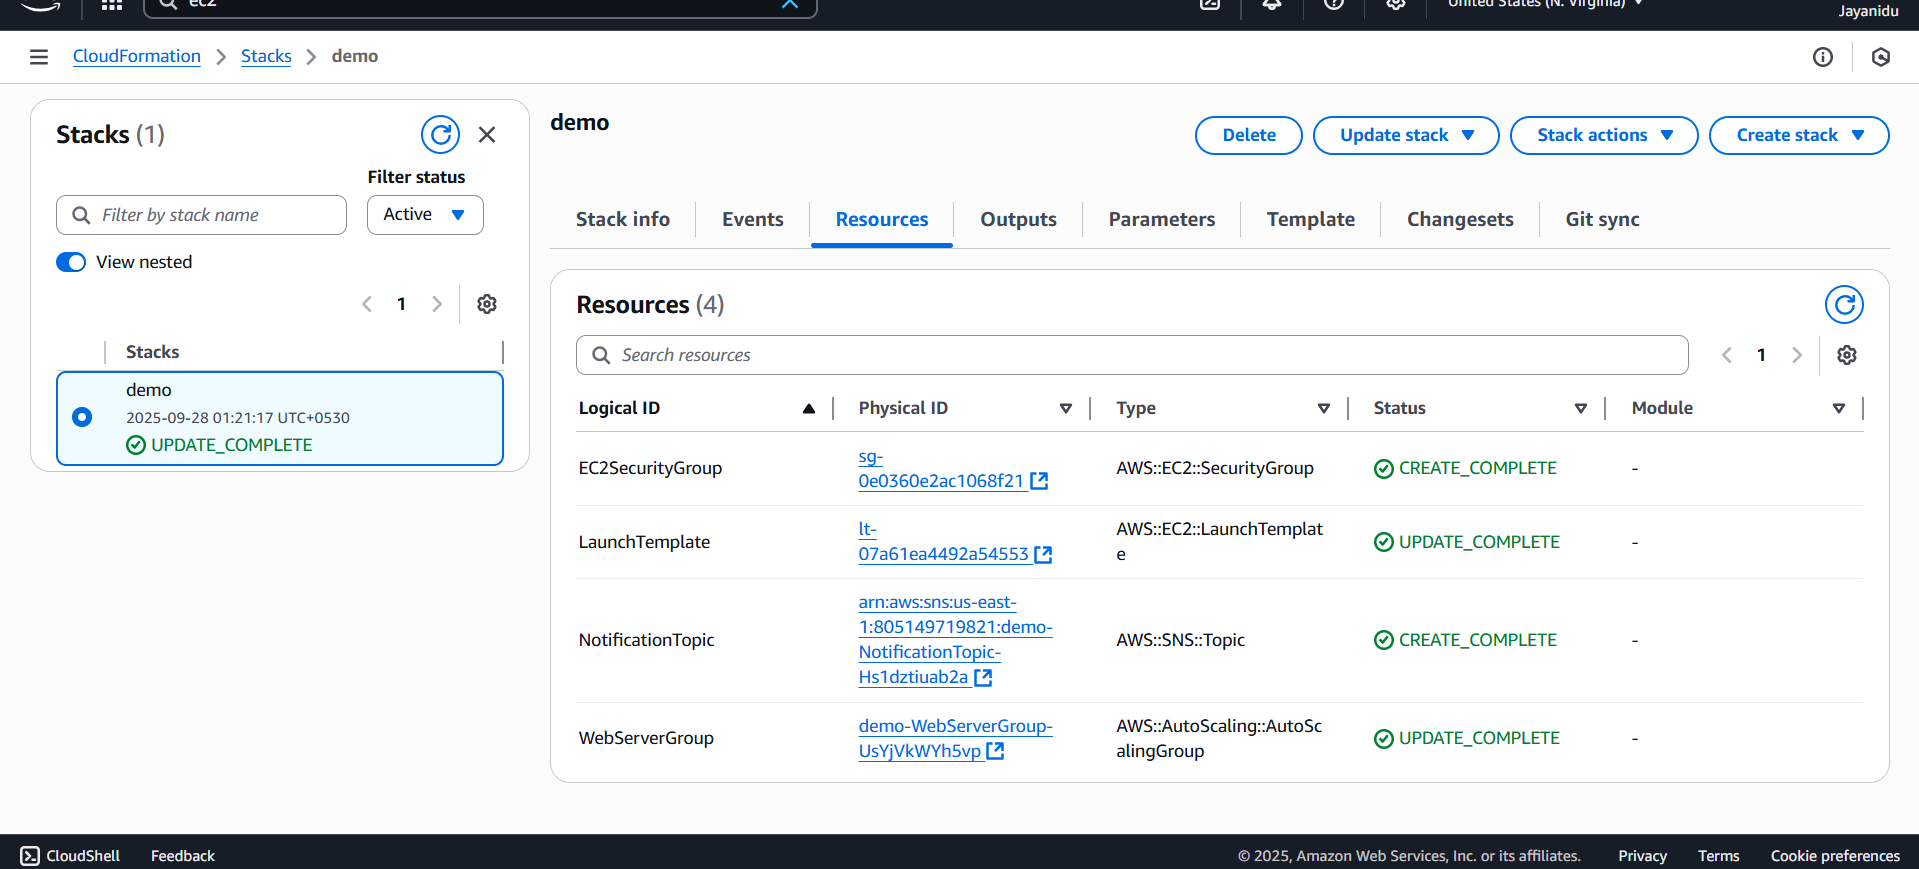 ec2
United States (N. Virginia)
Jayanidu
CloudFormation
Stacks
demo
Stacks (1)
Filter status
Filter by stack name
Active
View nested
1
Stacks
demo
2025-09-28 01:21:17 UTC+0530
UPDATE_COMPLETE
demo
Delete
Update stack
Stack actions
Create stack
Stack info
Events
Resources
Outputs
Parameters
Template
Changesets
Git sync
Resources (4)
Search resources
1
Logical ID
Physical ID
Type
Status
Module
EC2SecurityGroup
sg-
0e0360e2ac1068f21
AWS::EC2::SecurityGroup
CREATE_COMPLETE
-
LaunchTemplate
lt-
07a61ea4492a54553
AWS::EC2::LaunchTemplat
e
UPDATE_COMPLETE
-
NotificationTopic
arn:aws:sns:us-east-
1:805149719821:demo-
NotificationTopic-
Hs1dztiuab2a
AWS::SNS::Topic
CREATE_COMPLETE
-
WebServerGroup
demo-WebServerGroup-
UsYjVkWYh5vp
AWS::AutoScaling::AutoSc
alingGroup
UPDATE_COMPLETE
-
CloudShell
Feedback
© 2025, Amazon Web Services, Inc. or its affiliates.
Privacy
Terms
Cookie preferences